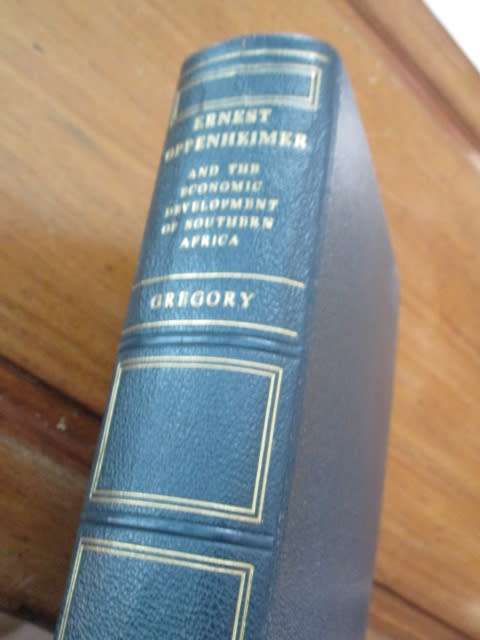 ERNEST
OPPENHEIMER
AND THE
ECONOMIC
DEVELOPMENT
OF SOUTHERN
AFRICA
GREGORY